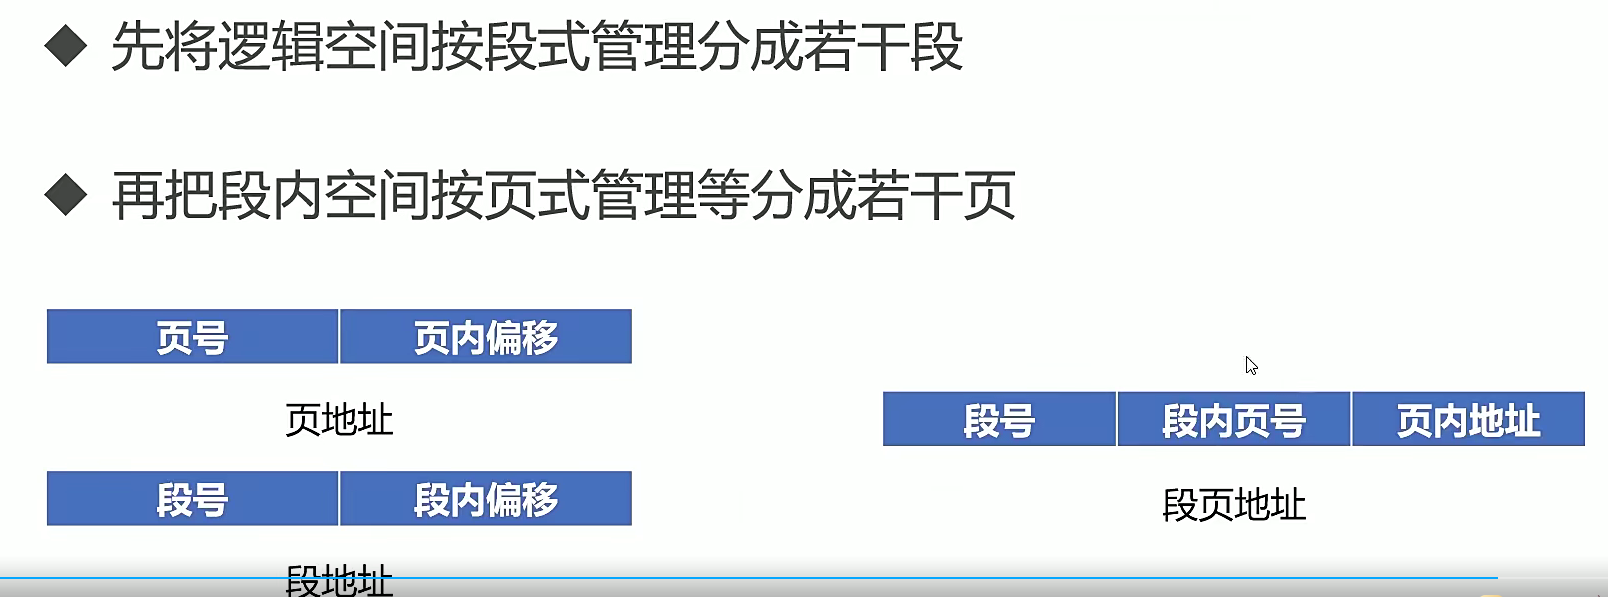 先将逻辑空间按段式管理分成若干段
再把段内空间按页式管理等分成若干页
页号 页内偏移
页地址
段号 段内偏移
段地址
段号 段内页号 页内地址
段页地址